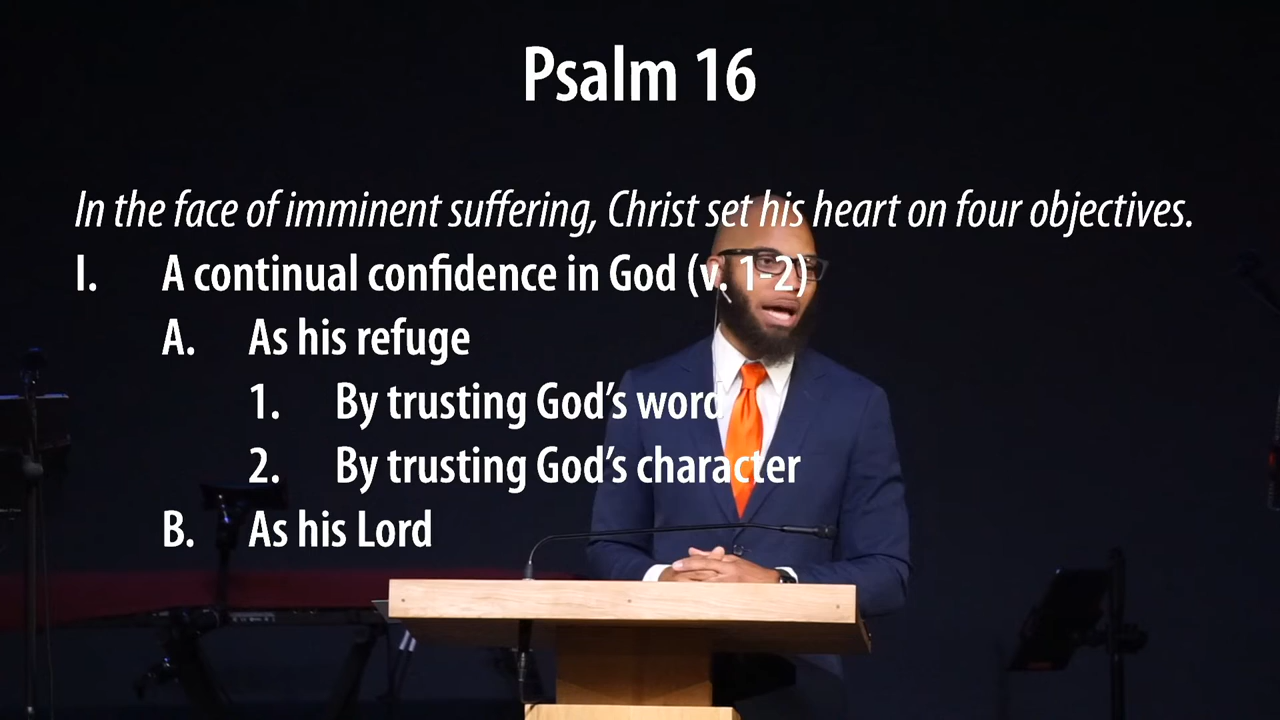 Psalm 16
In the face of imminent suffering, Christ set his heart on four objectives.
I. A continual confidence in God (v. 1-2)
A. As his refuge
1. By trusting God’s word
2. By trusting God’s character
B. As his Lord